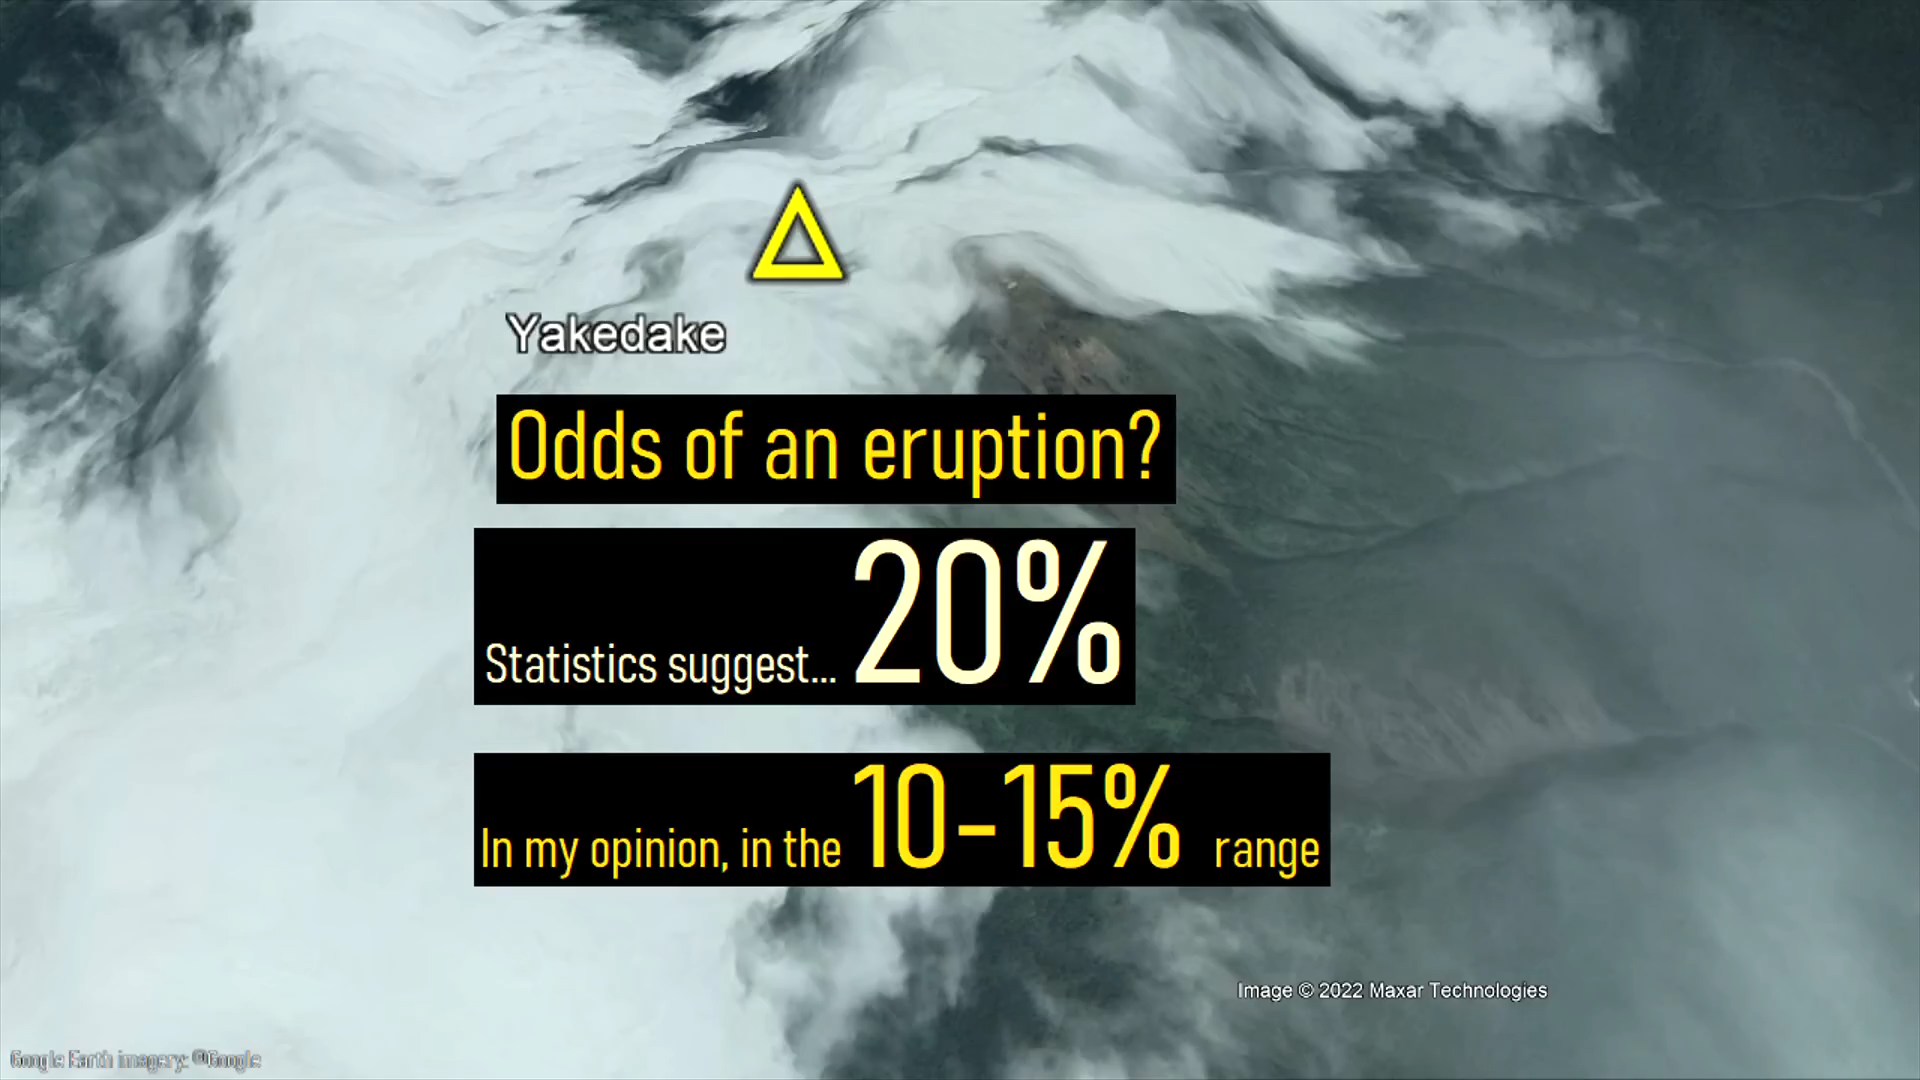 Yakedake
Odds of an eruption?
Statistics suggest... 20%
In my opinion, in the 10-15% range
Image © 2022 Maxar Technologies
Google Earth imagery: ©Google